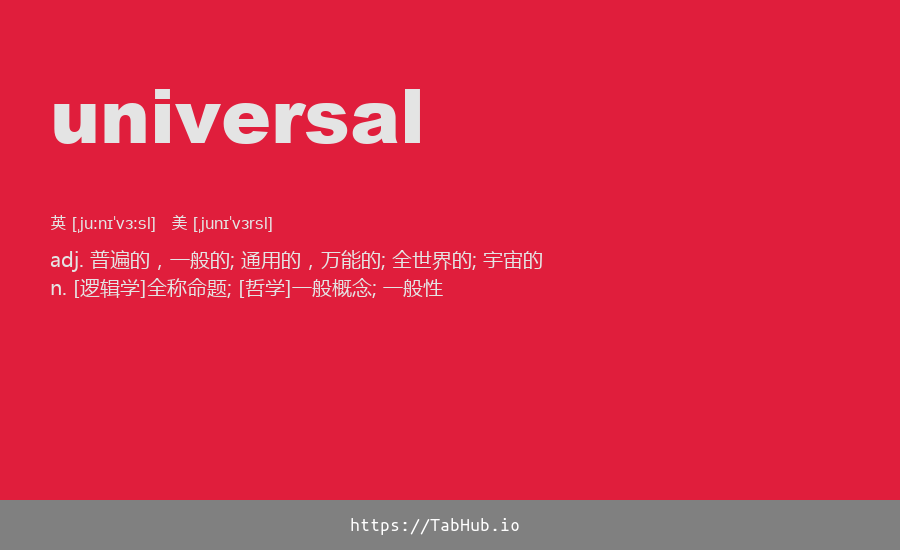 universal
英 [ˌjuːnɪˈvɜːsl] 美 [ˌjunɪˈvɜrsl]
adj. 普遍的，一般的; 通用的，万能的; 全世界的; 宇宙的
n. [逻辑学]全称命题; [哲学]一般概念; 一般性
https://TabHub.io